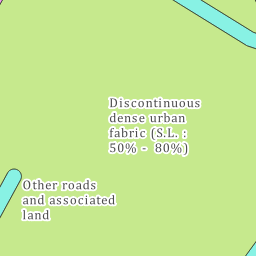 Discontinuous
dense urban
fabric (S.L. :
50% -  80%)
Other roads
and associated
land